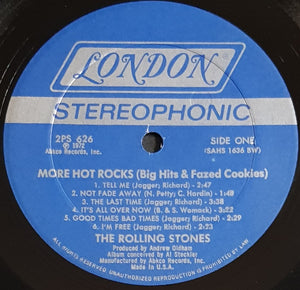 LONDON
STEREOPHONIC
2PS 626
SIDE ONE
℗ 1972
Abkco Records, Inc.
(SAHS 1636 BW)
MORE HOT ROCKS (Big Hits & Fazed Cookies)
1. TELL ME (Jagger; Richard) - 2:47
2. NOT FADE AWAY (N. Petty; C. Hardin) - 1:48
3. THE LAST TIME (Jagger; Richard) - 3:40
4. IT'S ALL OVER NOW (B. & S. Womack) - 3:22
5. GOOD TIMES BAD TIMES (Jagger; Richard) - 2:29
6. I'M FREE (Jagger; Richard) - 2:23
THE ROLLING STONES
Produced by Andrew Oldham
Album conceived by Al Steckler
Manufactured by Abkco Records, Inc.
Made in U.S.A.
ALL RIGHTS RESERVED UNAUTHORIZED REPRODUCTION IS PROHIBITED BY LAW